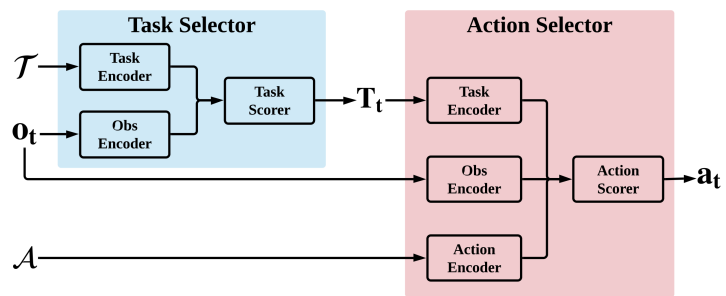 Task Selector
Action Selector
𝒯
Task
Encoder
Task
Scorer
T_t
Task
Encoder
o_t
Obs
Encoder
Obs
Encoder
Action
Scorer
a_t
𝒜
Action
Encoder